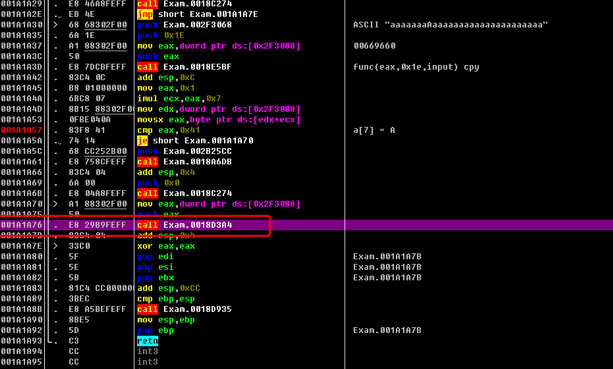 001A1A29 . E8 46A8FEFF call Exam.0018C274
001A1A2E . EB 4E jmp short Exam.001A1A7E
001A1A30 > 68 68302F00 push Exam.002F3068 ASCII "aaaaaaaAaaaaaaaaaaaaaaaaaaaaa"
001A1A35 . 6A 1E push 0x1E
001A1A37 . A1 88302F00 mov eax,dword ptr ds:[0x2F3088] 00669660
001A1A3C . 50 push eax
001A1A3D . E8 7DCBFEFF call Exam.0018E5BF func(eax,0x1e,input) cpy
001A1A42 . 83C4 0C add esp,0xC
001A1A45 . B8 01000000 mov eax,0x1
001A1A4A . 6BC8 07 imul ecx,eax,0x7
001A1A4D . 8B15 88302F00 mov edx,dword ptr ds:[0x2F3088]
001A1A53 . 0FBE040A movsx eax,byte ptr ds:[edx+ecx]
001A1A57 . 83F8 41 cmp eax,0x41 a[7] = A
001A1A5A . 74 14 je short Exam.001A1A70
001A1A5C . 68 CC252B00 push Exam.002B25CC
001A1A61 . E8 758CFEFF call Exam.0018A6DB
001A1A66 . 83C4 04 add esp,0x4
001A1A69 . 6A 00 push 0x0
001A1A6B . E8 04A8FEFF call Exam.0018C274
001A1A70 > A1 88302F00 mov eax,dword ptr ds:[0x2F3088]
001A1A75 . 50 push eax
001A1A76 . E8 29B9FEFF call Exam.0018D3A4
001A1A7B . 83C4 04 add esp,0x4
001A1A7E > 33C0 xor eax,eax
001A1A80 . 5F pop edi Exam.001A1A7B
001A1A81 . 5E pop esi Exam.001A1A7B
001A1A82 . 5B pop ebx Exam.001A1A7B
001A1A83 . 81C4 CC000000 add esp,0xCC
001A1A89 . 3BEC cmp ebp,esp
001A1A8B . E8 A5BEFEFF call Exam.0018D935
001A1A90 . 8BE5 mov esp,ebp
001A1A92 . 5D pop ebp Exam.001A1A7B
001A1A93 . C3 retn
001A1A94 CC int3
001A1A95 CC int3